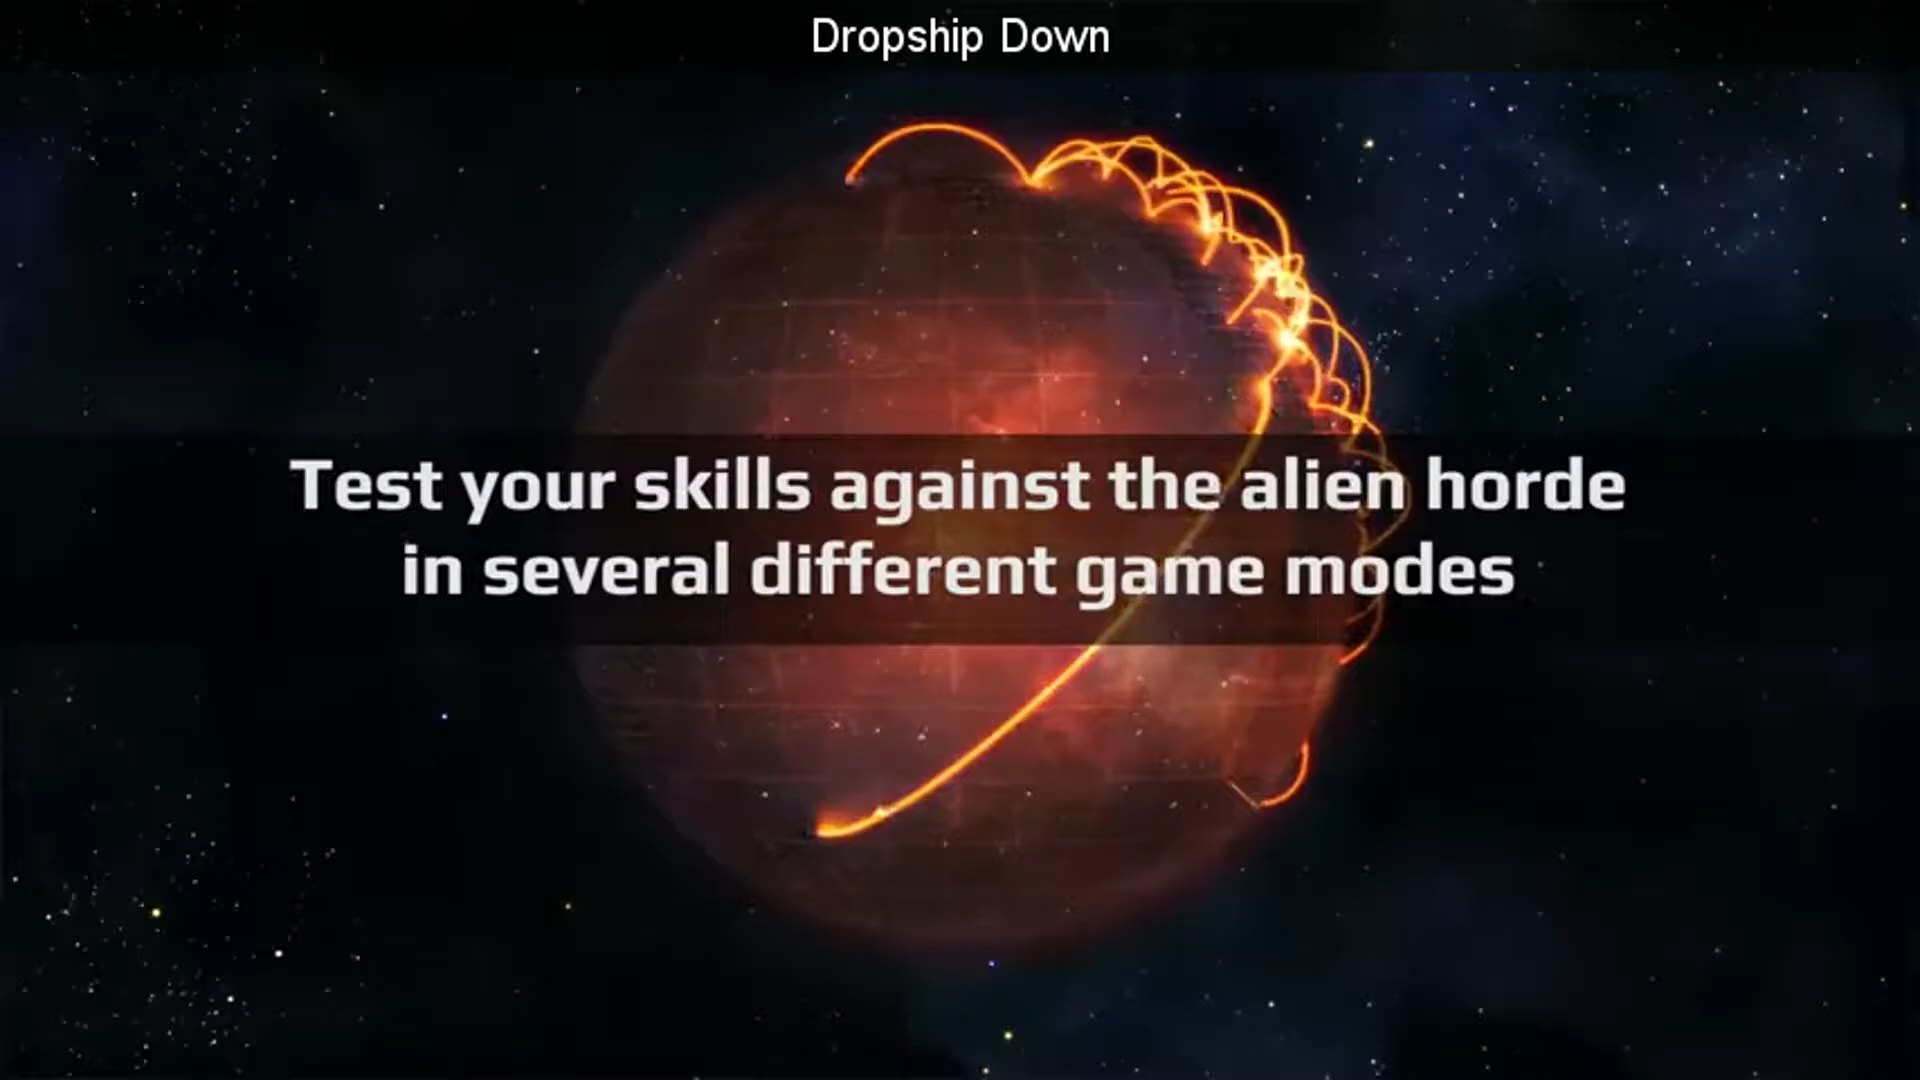 Dropship Down
Test your skills against the alien horde
in several different game modes